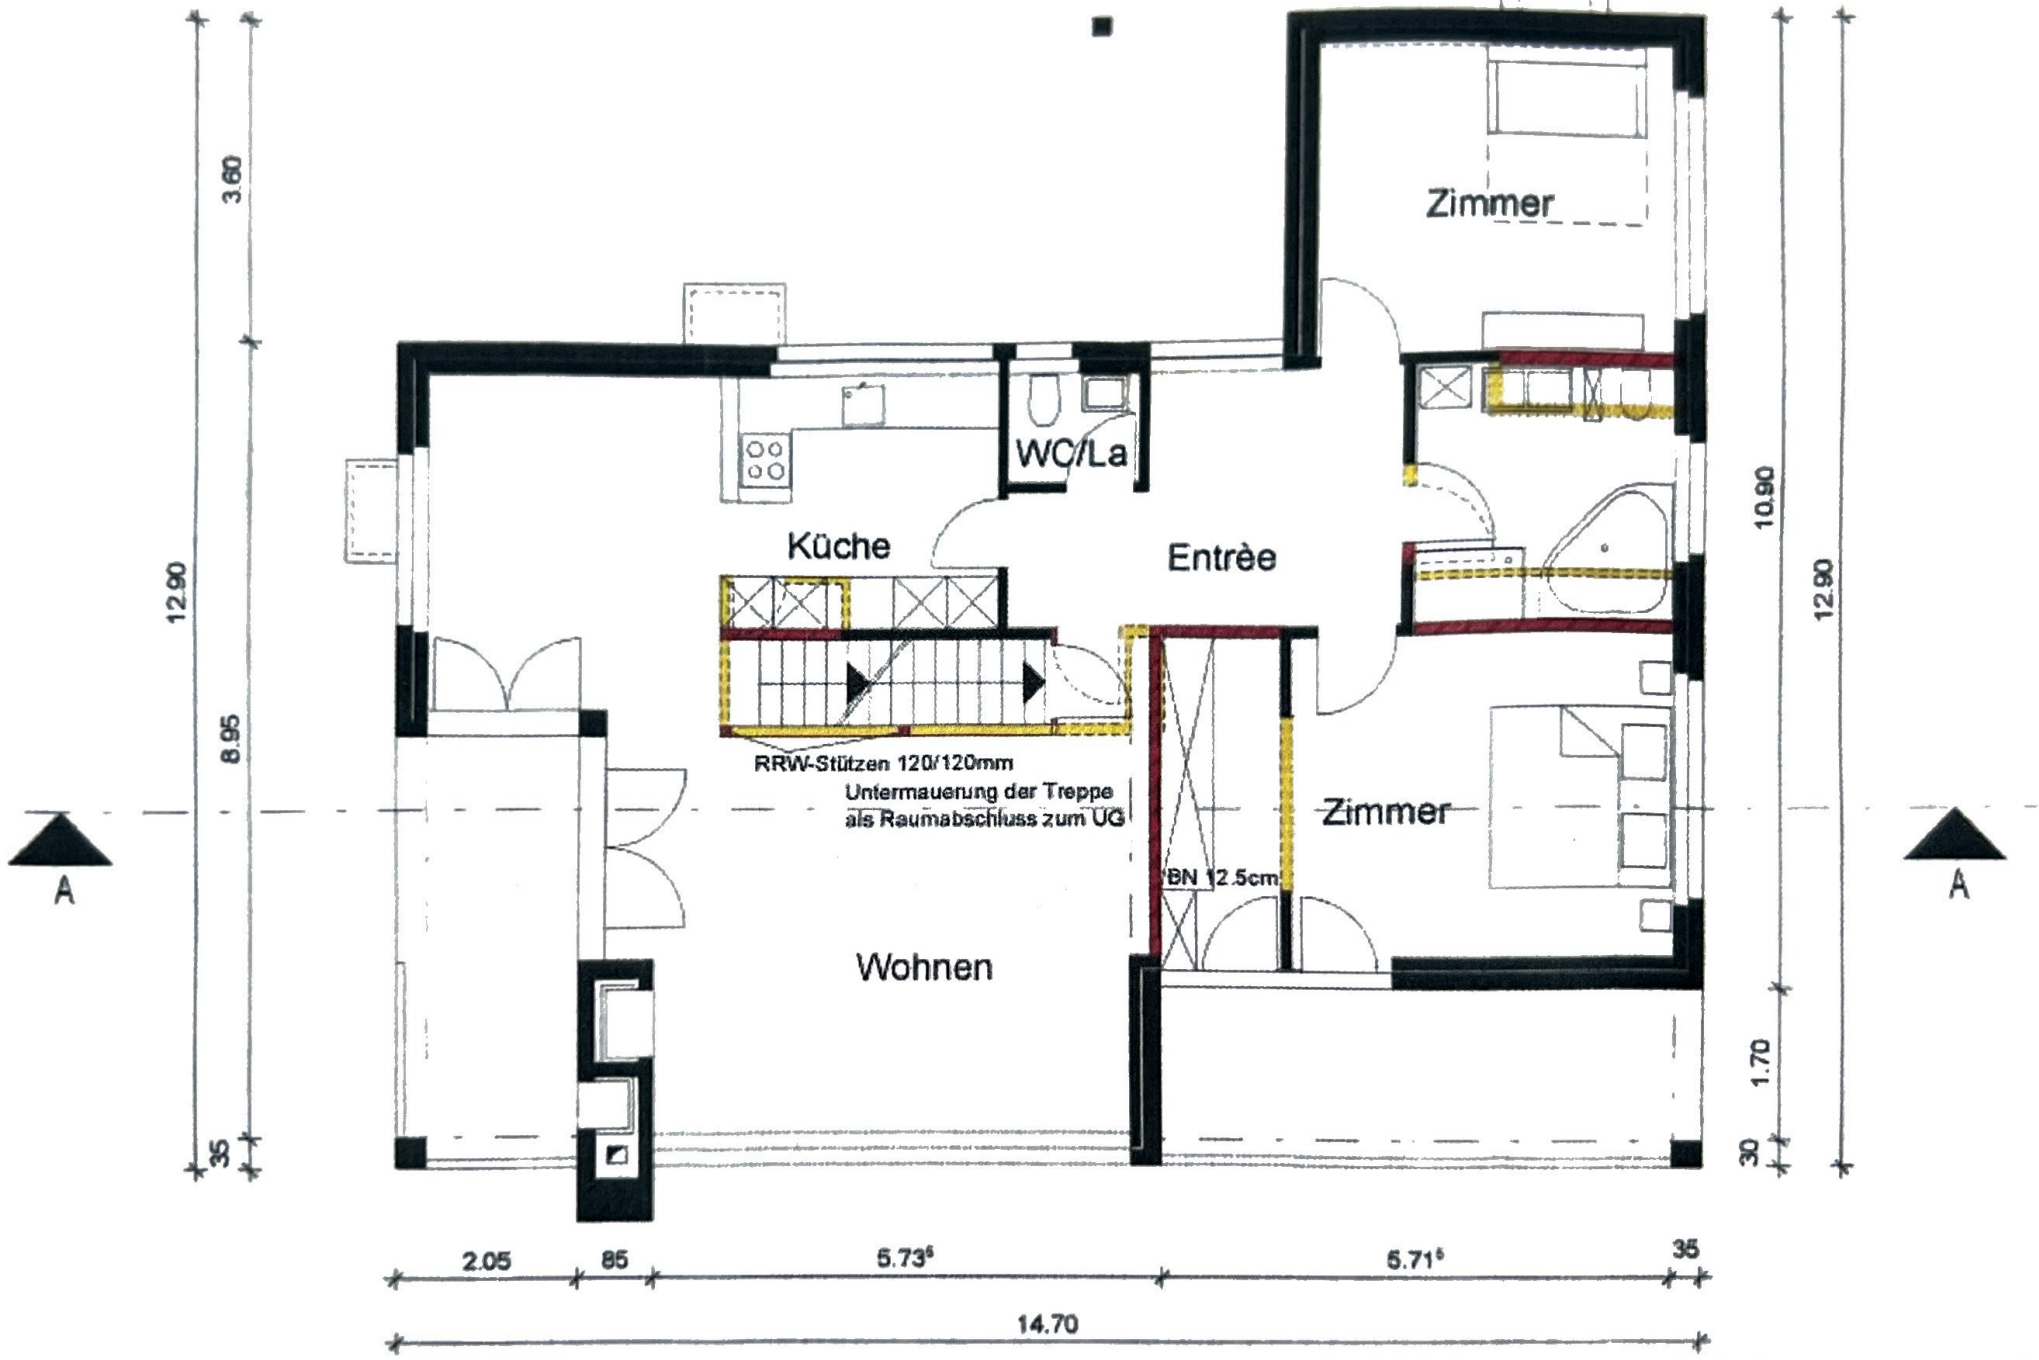 3.60
Zimmer
WC/La
10.90
Küche
Entrèe
12.90
12.90
8.95
RRW-Stützen 120/120mm
Untermauerung der Treppe
als Raumabschluss zum UG
Zimmer
A
A
BN 12.5cm
Wohnen
1.70
35
30
2.05
85
5.73⁵
5.71⁵
35
14.70